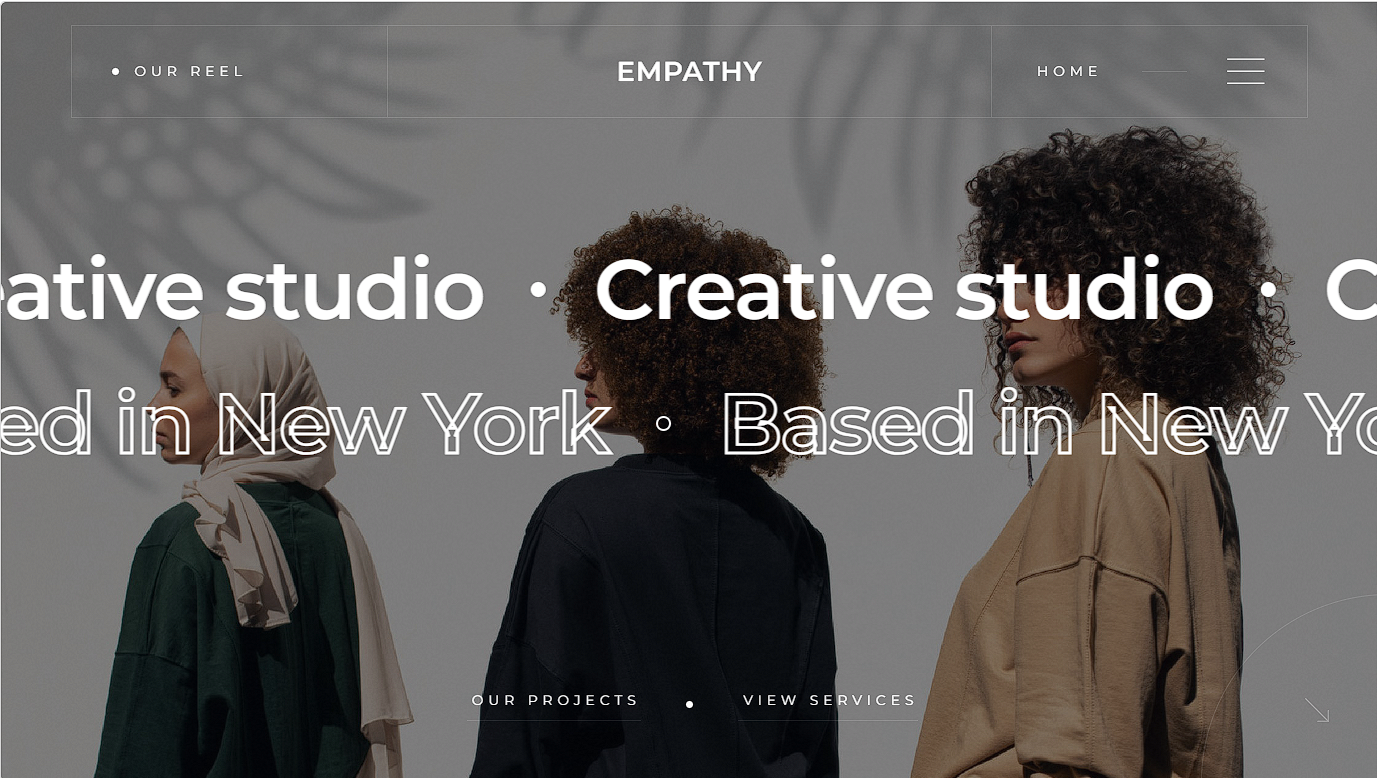 OUR REEL
EMPATHY
HOME
eative studio • Creative studio • C
ed in New York ○ Based in New Yo
OUR PROJECTS • VIEW SERVICES